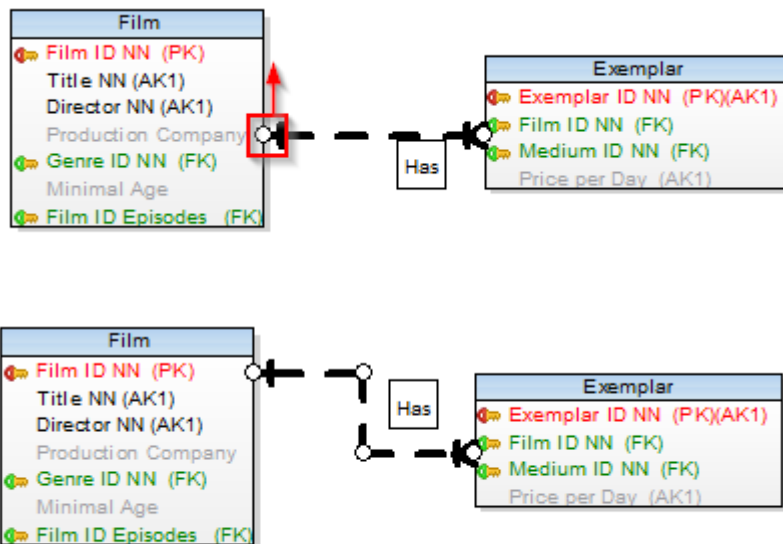 Film
Film ID NN (PK)
Title NN (AK1)
Director NN (AK1)
Production Company
Genre ID NN (FK)
Minimal Age
Film ID Episodes (FK)
Has
Exemplar
Exemplar ID NN (PK)(AK1)
Film ID NN (FK)
Medium ID NN (FK)
Price per Day (AK1)
Film
Film ID NN (PK)
Title NN (AK1)
Director NN (AK1)
Production Company
Genre ID NN (FK)
Minimal Age
Film ID Episodes (FK)
Has
Exemplar
Exemplar ID NN (PK)(AK1)
Film ID NN (FK)
Medium ID NN (FK)
Price per Day (AK1)